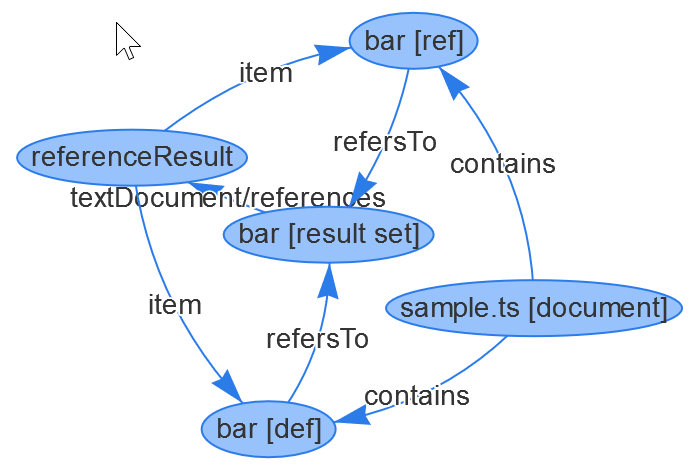 bar [ref]
item
refersTo
referenceResult
contains
textDocument/references
bar [result set]
item
sample.ts [document]
refersTo
contains
bar [def]